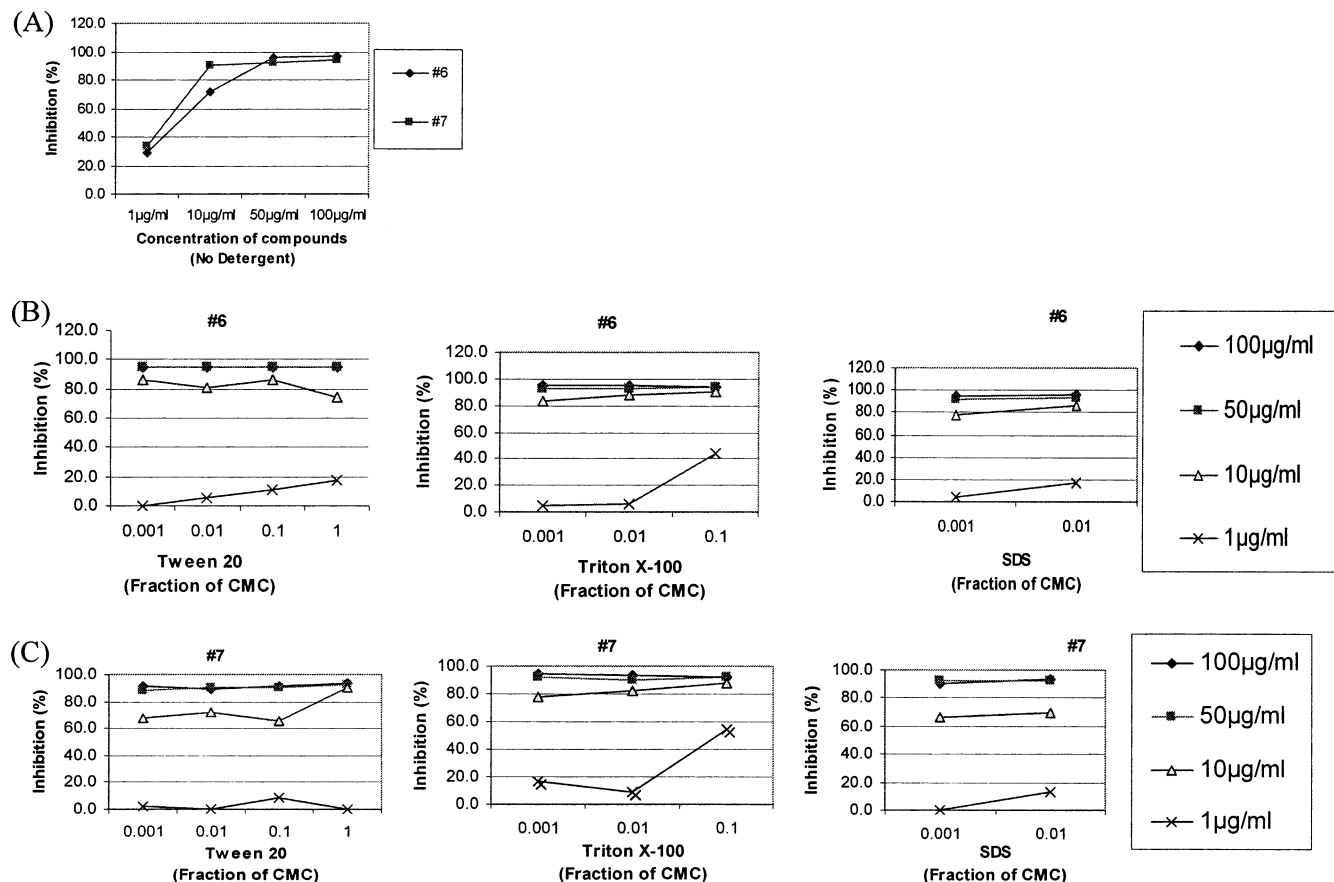 (A)
120.0
100.0
80.0
60.0
40.0
20.0
0.0
Inhibition (%)
1µg/ml 10µg/ml 50µg/ml 100µg/ml
Concentration of compounds
(No Detergent)
#6
#7
(B)
#6
120.0
100.0
80.0
60.0
40.0
20.0
0.0
Inhibition (%)
0.001 0.01 0.1 1
Tween 20
(Fraction of CMC)
#6
120.0
100.0
80.0
60.0
40.0
20.0
0.0
Inhibition (%)
0.001 0.01 0.1
Triton X-100
(Fraction of CMC)
#6
120.0
100.0
80.0
60.0
40.0
20.0
0.0
Inhibition (%)
0.001 0.01
SDS
(Fraction of CMC)
100µg/ml
50µg/ml
10µg/ml
1µg/ml
(C)
#7
100.0
80.0
60.0
40.0
20.0
0.0
Inhibition (%)
0.001 0.01 0.1 1
Tween 20
(Fraction of CMC)
#7
100.0
80.0
60.0
40.0
20.0
0.0
Inhibition (%)
0.001 0.01 0.1
Triton X-100
(Fraction of CMC)
#7
100.0
80.0
60.0
40.0
20.0
0.0
Inhibition (%)
0.001 0.01
SDS
(Fraction of CMC)
100µg/ml
50µg/ml
10µg/ml
1µg/ml